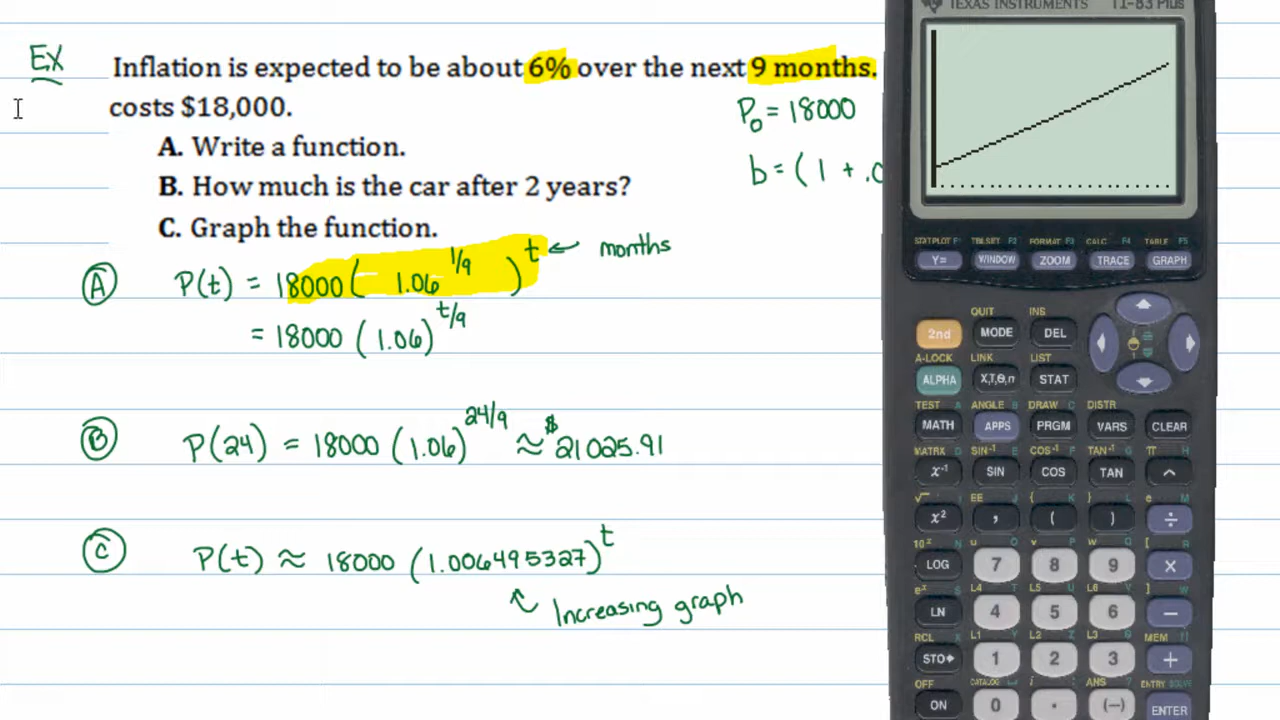 EX
Inflation is expected to be about 6% over the next 9 months.
costs $18,000.
P₀ = 18000
A. Write a function.
b = (1 + .0
B. How much is the car after 2 years?
C. Graph the function.
A P(t) = 18000(1.06^1/9)^t ← months
= 18000(1.06)^t/9
B P(24) = 18000(1.06)^24/9 ≈ $21025.91
C P(t) ≈ 18000(1.006495327)^t
Increasing graph
TEXAS INSTRUMENTS TI-83 Plus
STAT PLOT F1 TBLSET F2 FORMAT F3 CALC F4 TABLE F5
Y= WINDOW ZOOM TRACE GRAPH
QUIT INS
2nd MODE DEL
A-LOCK LINK LIST
ALPHA X,T,Θ,n STAT
TEST A ANGLE B DRAW C DISTR
MATH APPS PRGM VARS CLEAR
MATRX D SIN⁻¹ E COS⁻¹ F TAN⁻¹ G π H
x⁻¹ SIN COS TAN ^
√ I EE J { K } L e M
x² , ( ) ÷
10ˣ N u O v P w Q [ R
LOG 7 8 9 ×
eˣ S L4 T L5 U L6 V ] W
LN 4 5 6 −
RCL X L1 Y L2 Z L3 θ MEM "
STO▸ 1 2 3 +
OFF CATALOG i : ANS ? ENTRY SOLVE
ON 0 . (−) ENTER